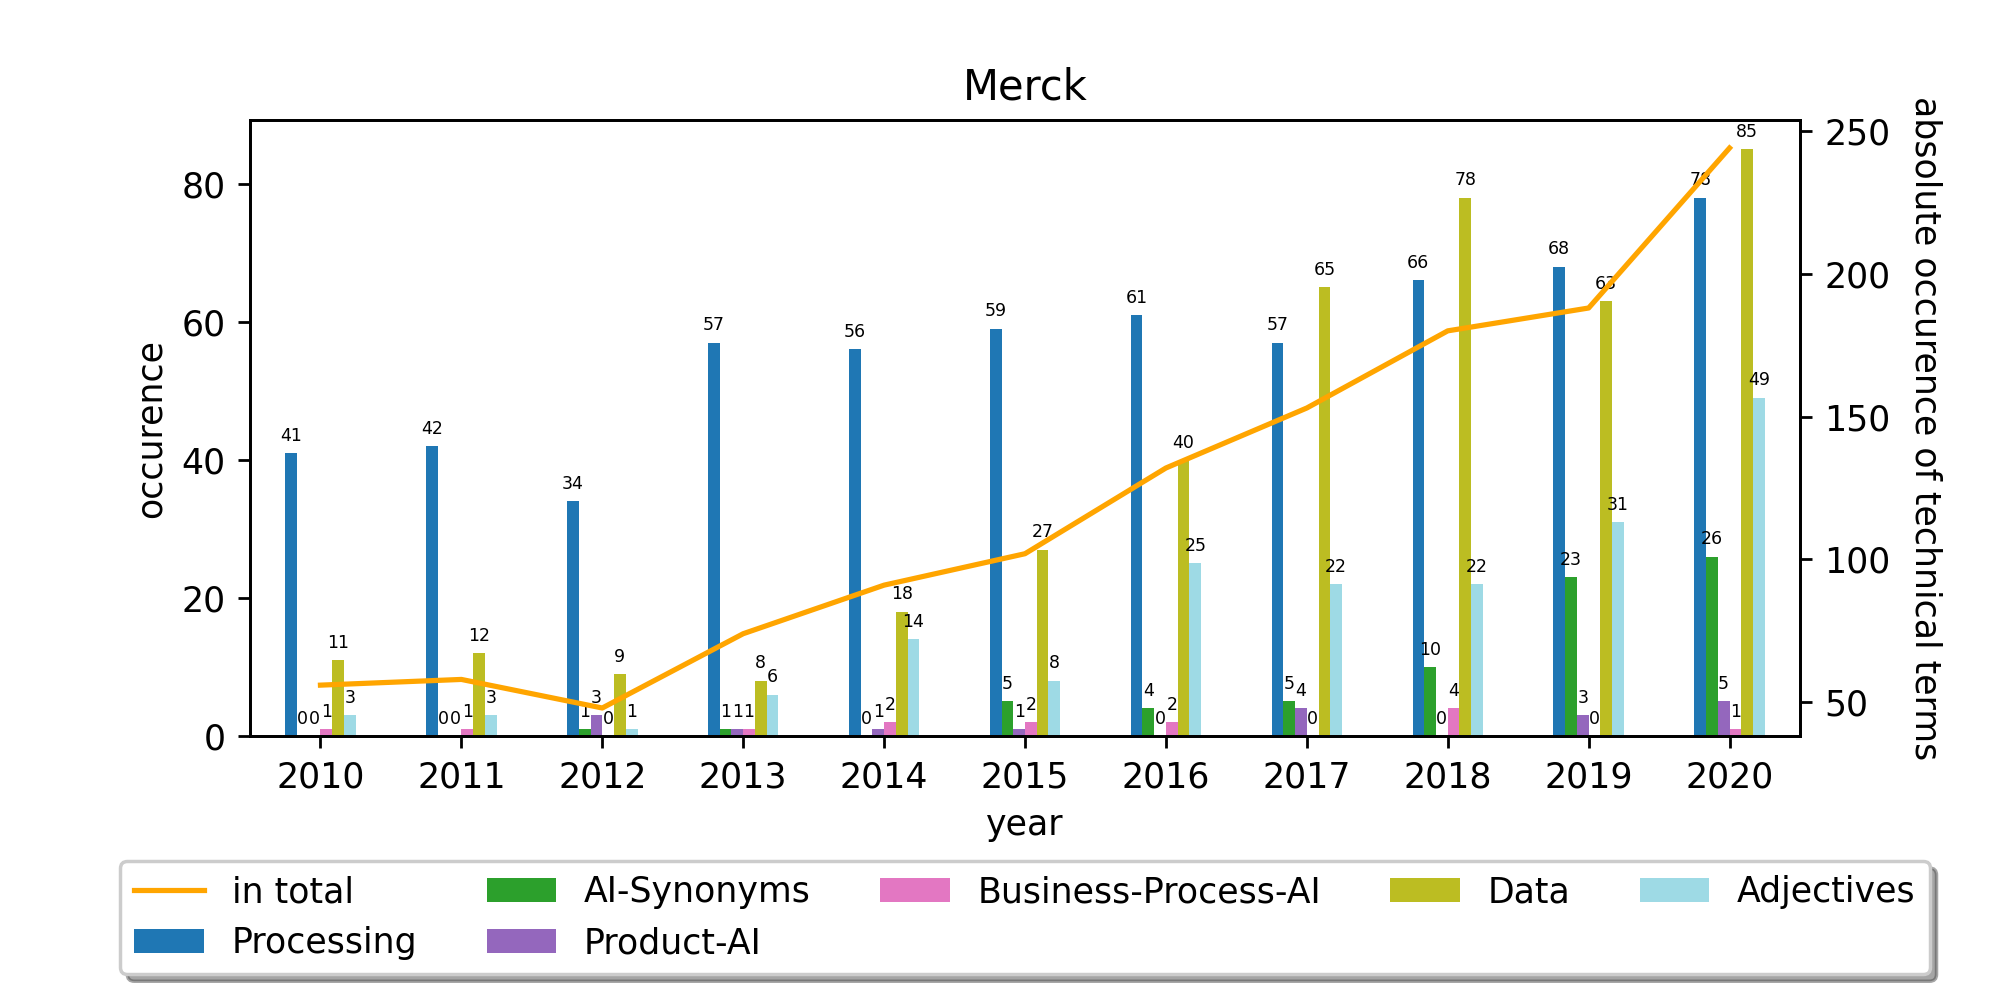 Merck
occurence
absolute occurence of technical terms
80
60
40
20
0
250
200
150
100
50
41 0 0 1 11 3
42 0 0 1 12 3
34 1 3 0 9 1
57 1 1 1 8 6
56 0 1 2 18 14
59 5 1 2 27 8
61 4 0 2 40 25
57 5 4 0 65 22
66 10 0 4 78 22
68 23 3 0 63 31
78 26 5 1 85 49
2010 2011 2012 2013 2014 2015 2016 2017 2018 2019 2020
year
in total AI-Synonyms Business-Process-AI Data Adjectives
Processing Product-AI